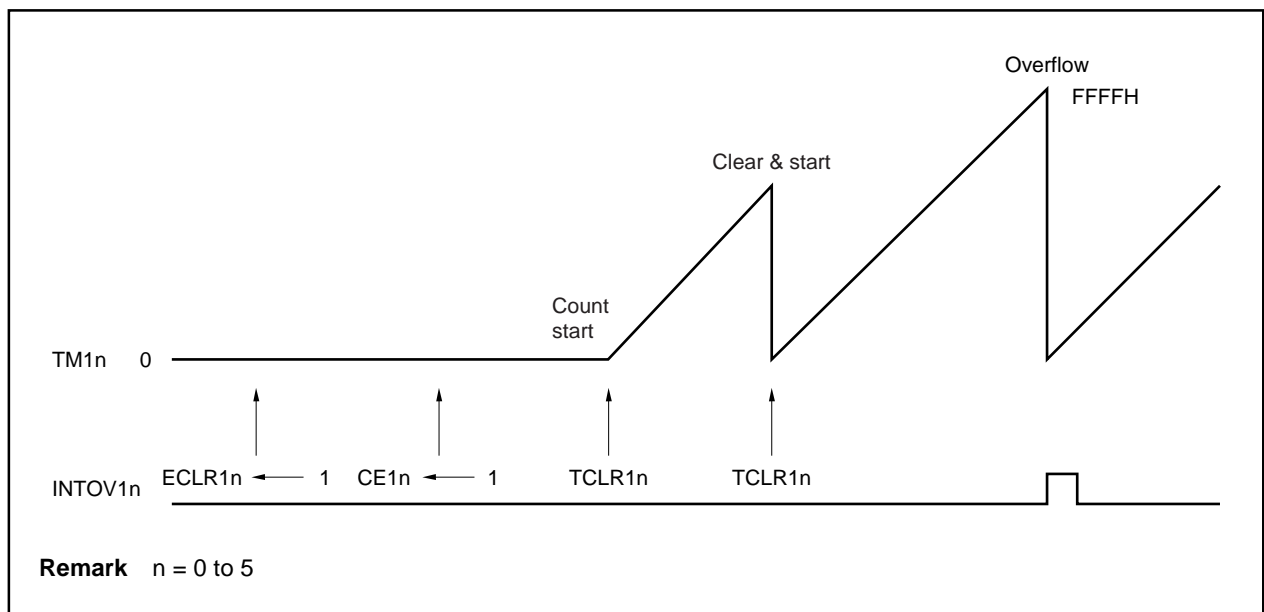 Overflow
FFFFH
Clear & start
Count
start
TM1n 0
ECLR1n ← 1 CE1n ← 1 TCLR1n TCLR1n
INTOV1n
Remark n = 0 to 5